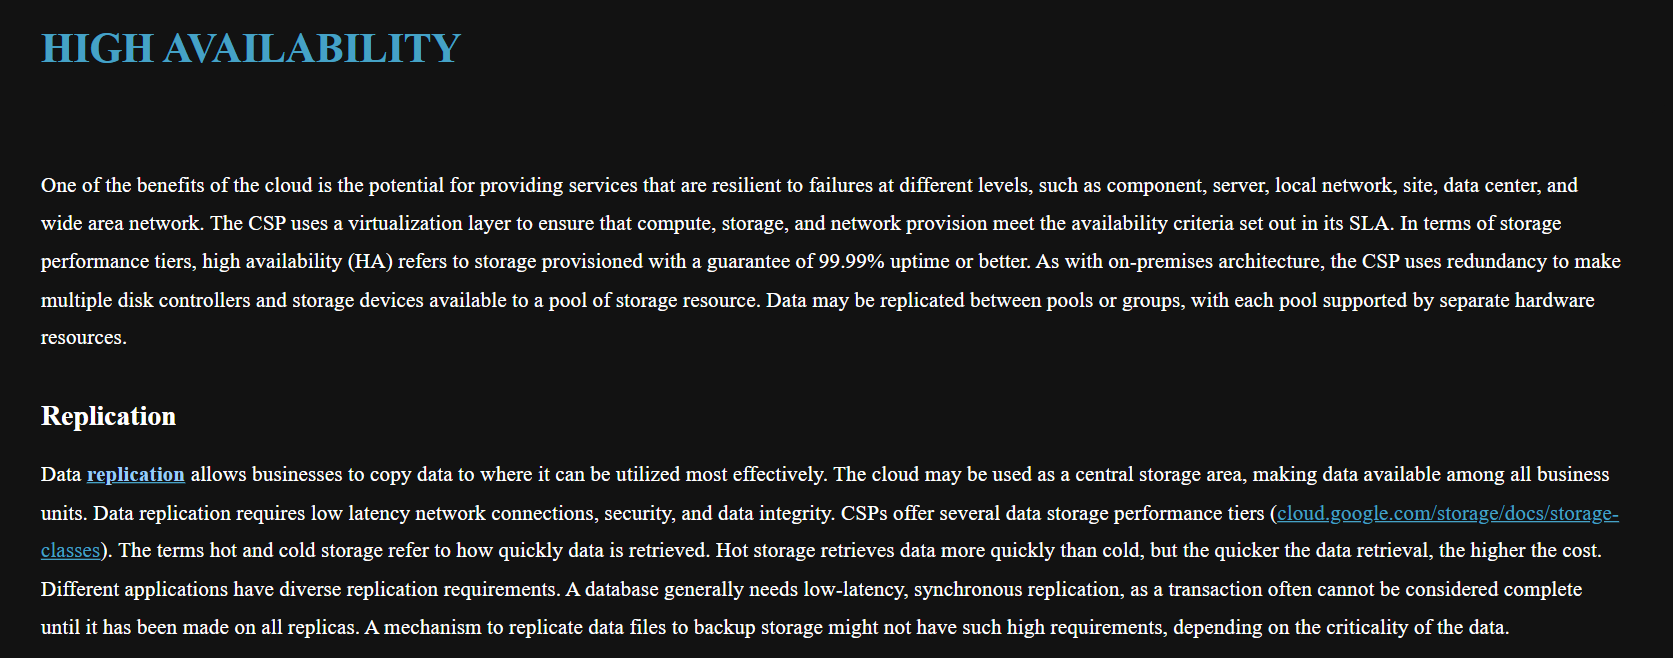 HIGH AVAILABILITY
One of the benefits of the cloud is the potential for providing services that are resilient to failures at different levels, such as component, server, local network, site, data center, and
wide area network. The CSP uses a virtualization layer to ensure that compute, storage, and network provision meet the availability criteria set out in its SLA. In terms of storage
performance tiers, high availability (HA) refers to storage provisioned with a guarantee of 99.99% uptime or better. As with on-premises architecture, the CSP uses redundancy to make
multiple disk controllers and storage devices available to a pool of storage resource. Data may be replicated between pools or groups, with each pool supported by separate hardware
resources.
Replication
Data replication allows businesses to copy data to where it can be utilized most effectively. The cloud may be used as a central storage area, making data available among all business
units. Data replication requires low latency network connections, security, and data integrity. CSPs offer several data storage performance tiers (cloud.google.com/storage/docs/storage-
classes). The terms hot and cold storage refer to how quickly data is retrieved. Hot storage retrieves data more quickly than cold, but the quicker the data retrieval, the higher the cost.
Different applications have diverse replication requirements. A database generally needs low-latency, synchronous replication, as a transaction often cannot be considered complete
until it has been made on all replicas. A mechanism to replicate data files to backup storage might not have such high requirements, depending on the criticality of the data.